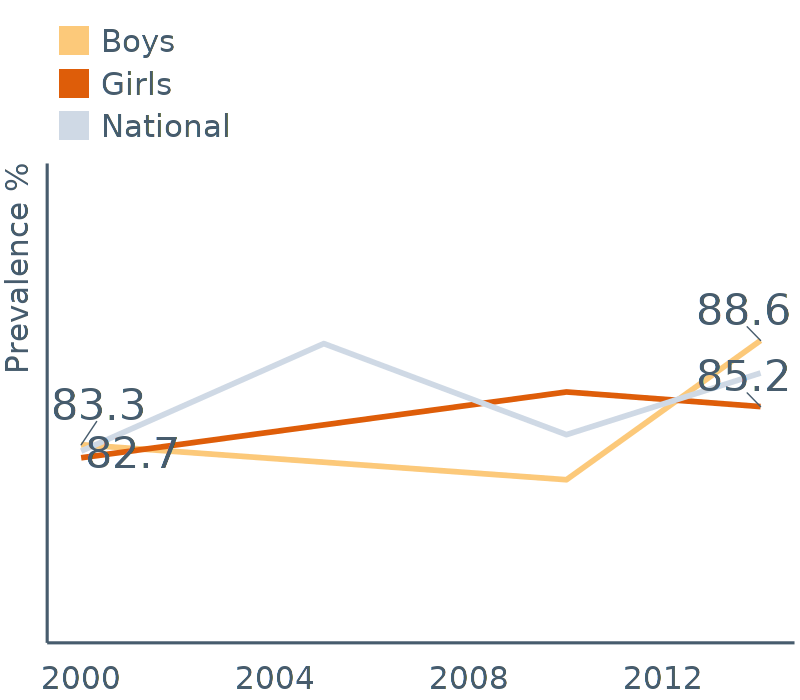 Boys
Girls
National
Prevalence %
88.6
85.2
83.3
82.7
2000 2004 2008 2012